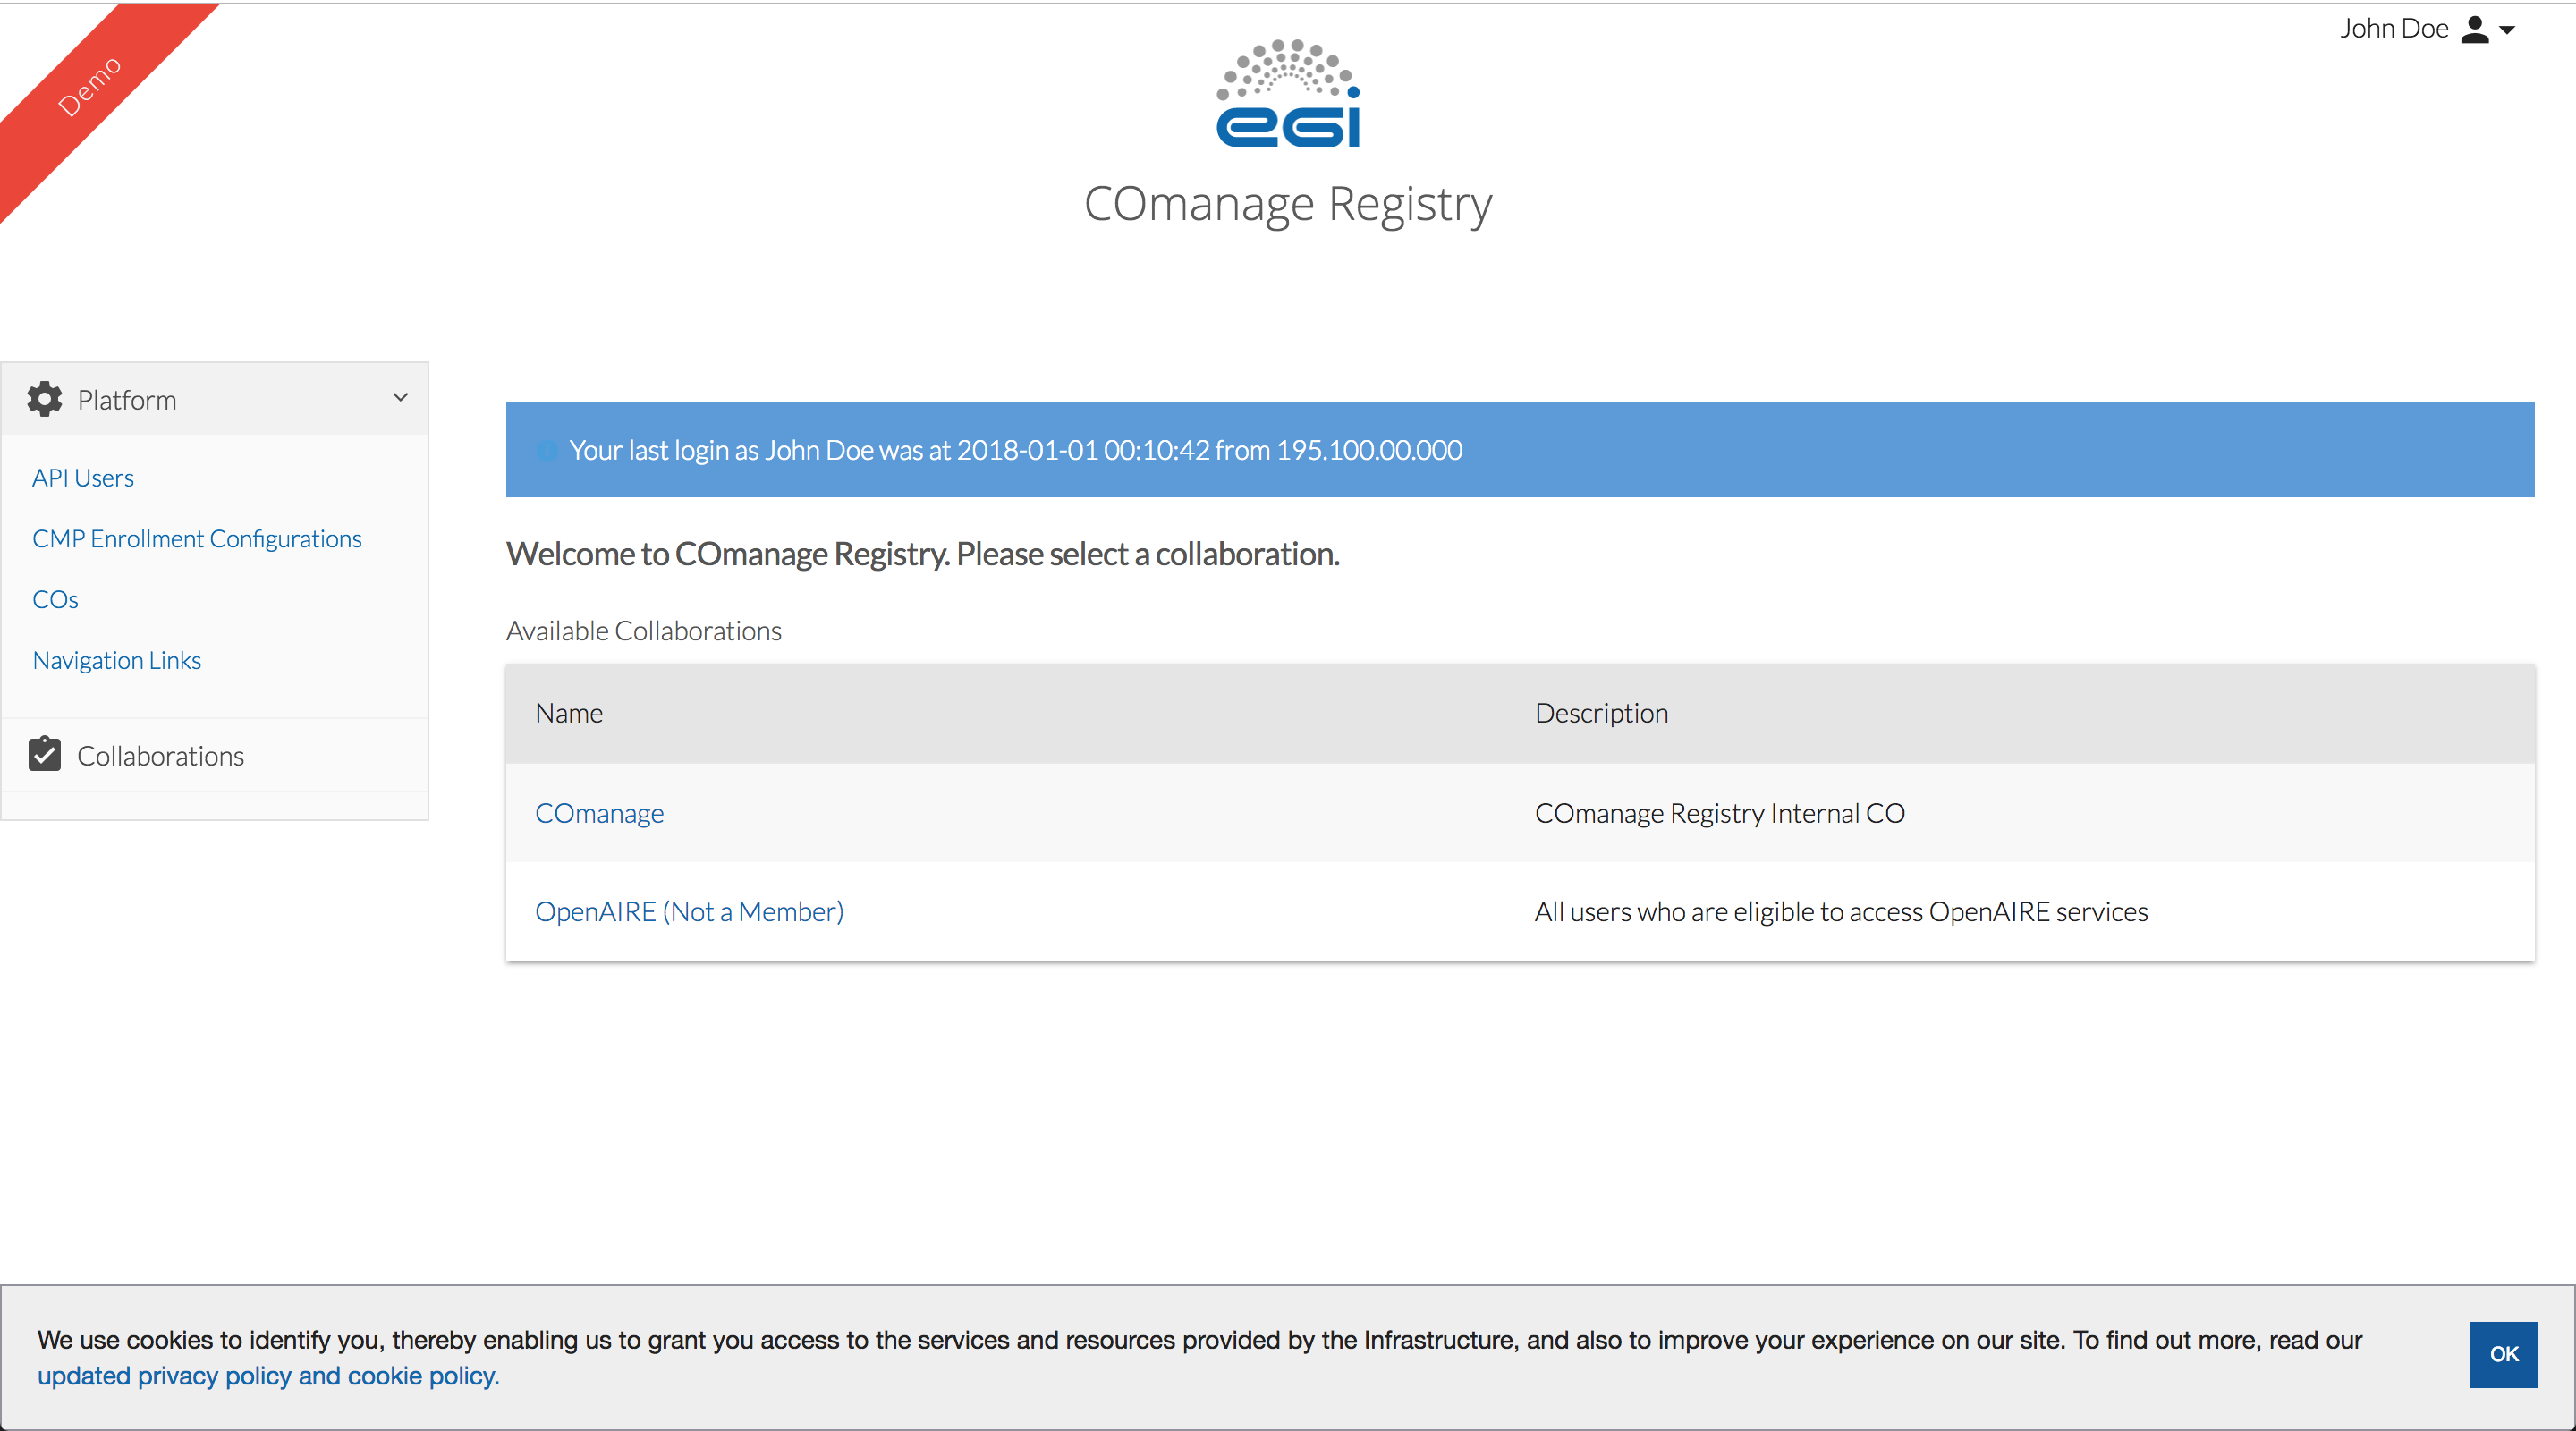 Demo
John Doe
egi
COmanage Registry
Platform
API Users
CMP Enrollment Configurations
COs
Navigation Links
Collaborations
Your last login as John Doe was at 2018-01-01 00:10:42 from 195.100.00.000
Welcome to COmanage Registry. Please select a collaboration.
Available Collaborations
Name Description
COmanage COmanage Registry Internal CO
OpenAIRE (Not a Member) All users who are eligible to access OpenAIRE services
We use cookies to identify you, thereby enabling us to grant you access to the services and resources provided by the Infrastructure, and also to improve your experience on our site. To find out more, read our
updated privacy policy and cookie policy.
OK